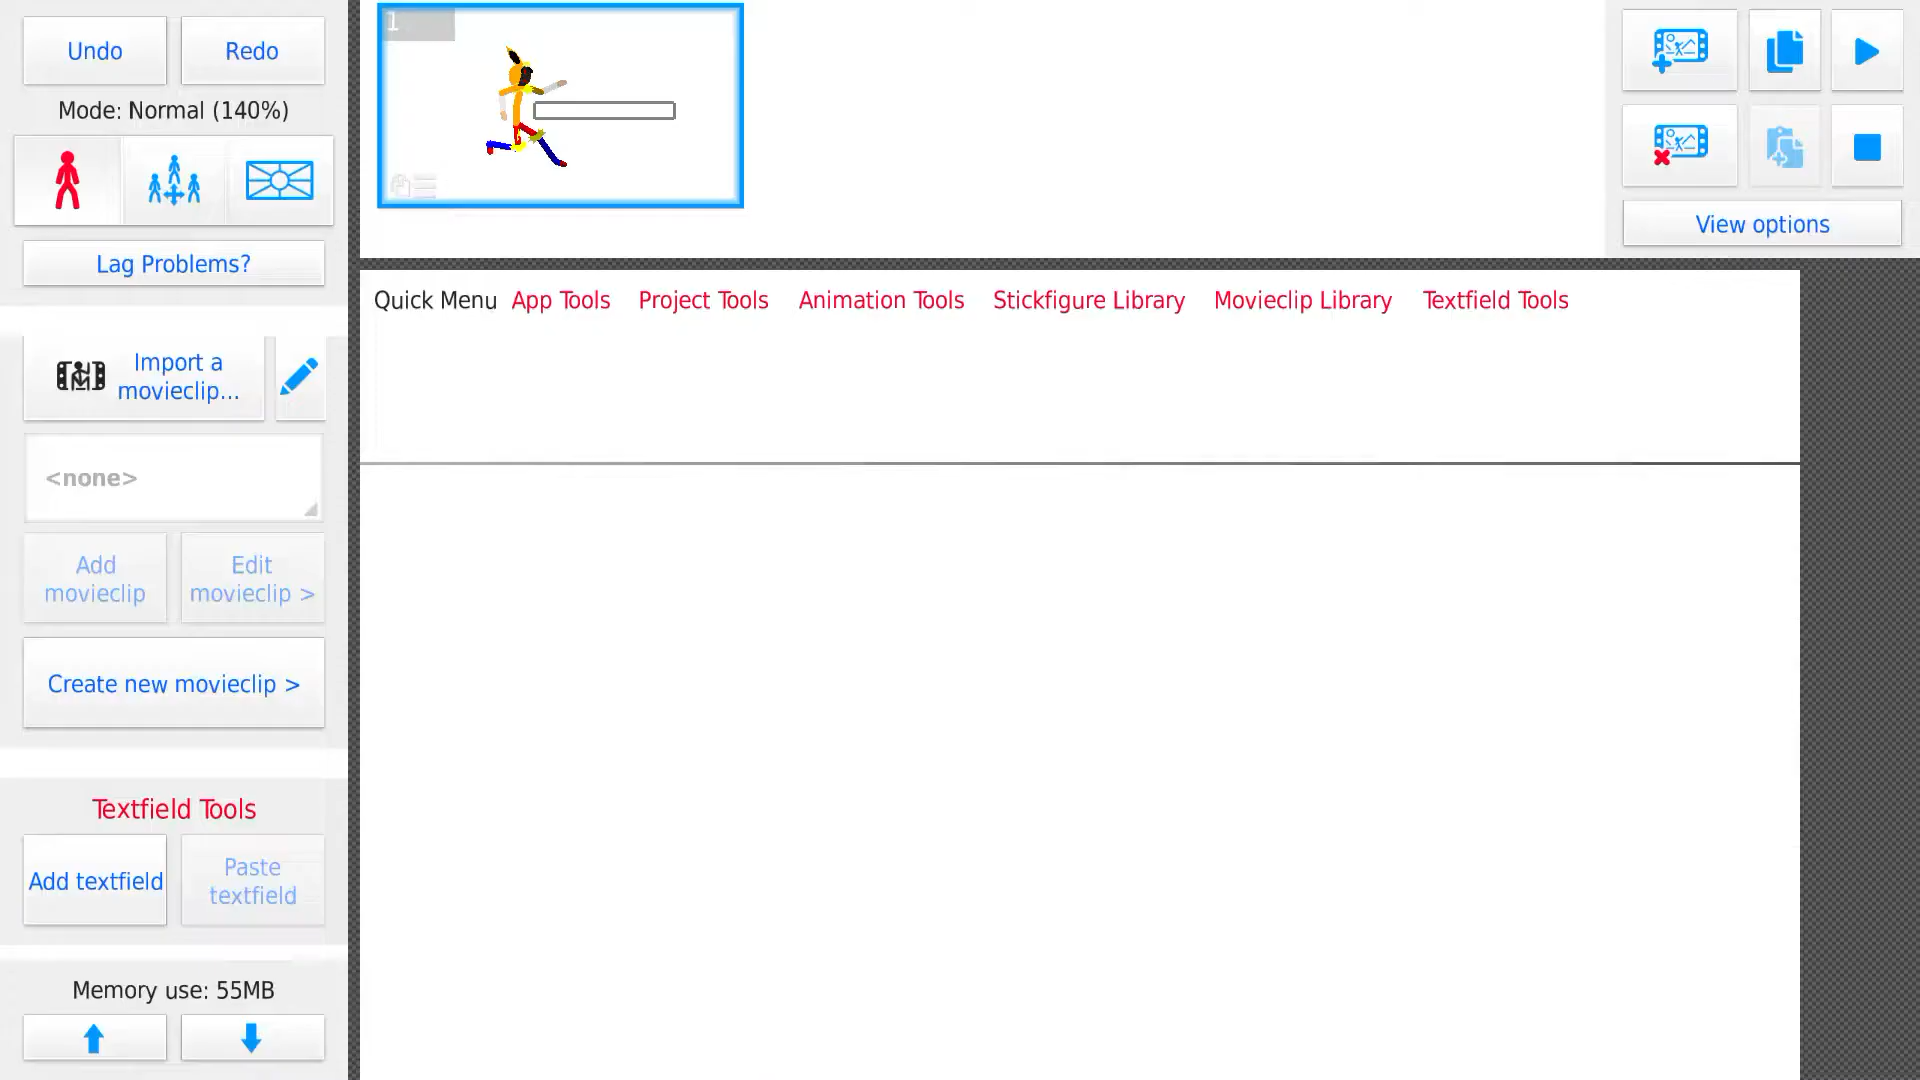 Undo
Redo
Mode: Normal (140%)
Lag Problems?
Import a
movieclip...
<none>
Add
movieclip
Edit
movieclip >
Create new movieclip >
Textfield Tools
Add textfield
Paste
textfield
Memory use: 55MB
1
View options
Quick Menu App Tools Project Tools Animation Tools Stickfigure Library Movieclip Library Textfield Tools